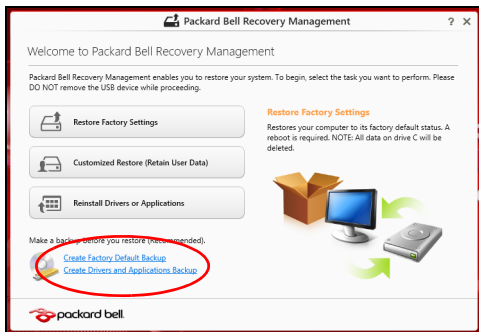 Packard Bell Recovery Management
? X
Welcome to Packard Bell Recovery Management
Packard Bell Recovery Management enables you to restore your system. To begin, select the task you want to perform. Please
DO NOT remove the USB device while proceeding.
Restore Factory Settings
Customized Restore (Retain User Data)
Reinstall Drivers or Applications
Restore Factory Settings
Restores your computer to its factory default status. A
reboot is required. NOTE: All data on drive C will be
deleted.
Make a backup before you restore (Recommended).
Create Factory Default Backup
Create Drivers and Applications Backup
packard bell